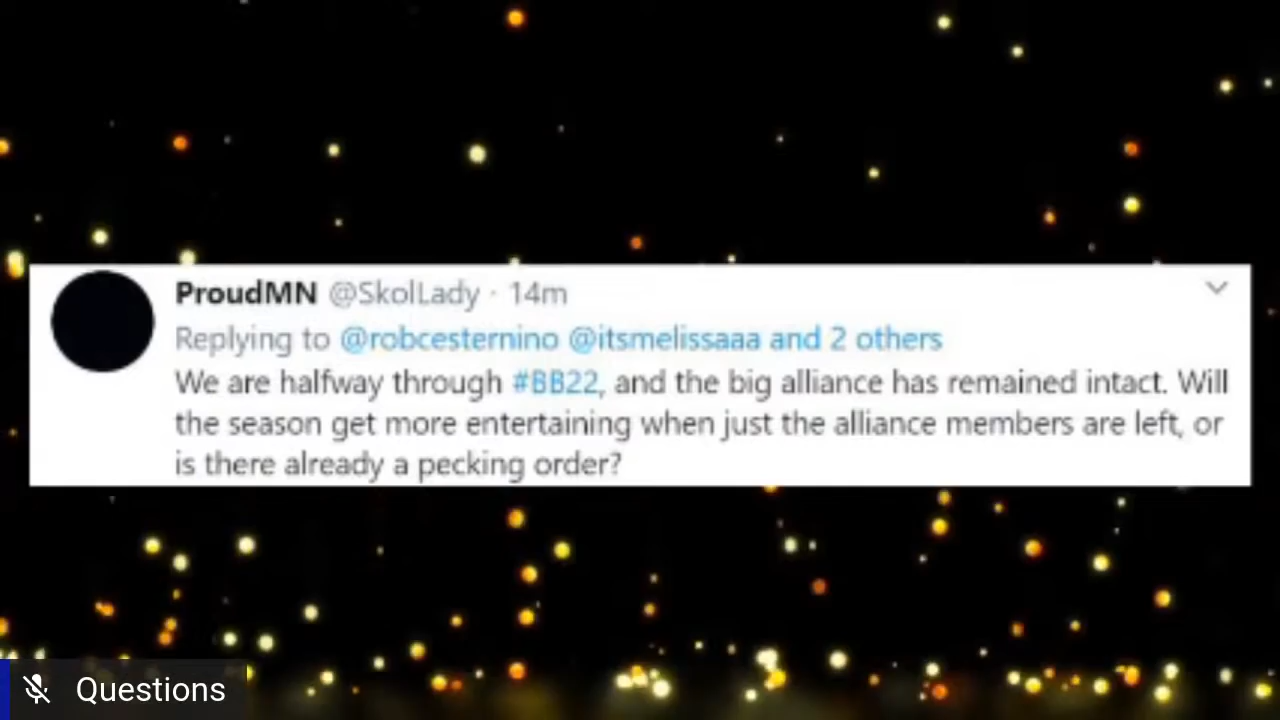 ProudMN @SkolLady · 14m
Replying to @robcesternino @itsmelissaaa and 2 others
We are halfway through #BB22, and the big alliance has remained intact. Will
the season get more entertaining when just the alliance members are left, or
is there already a pecking order?
Questions